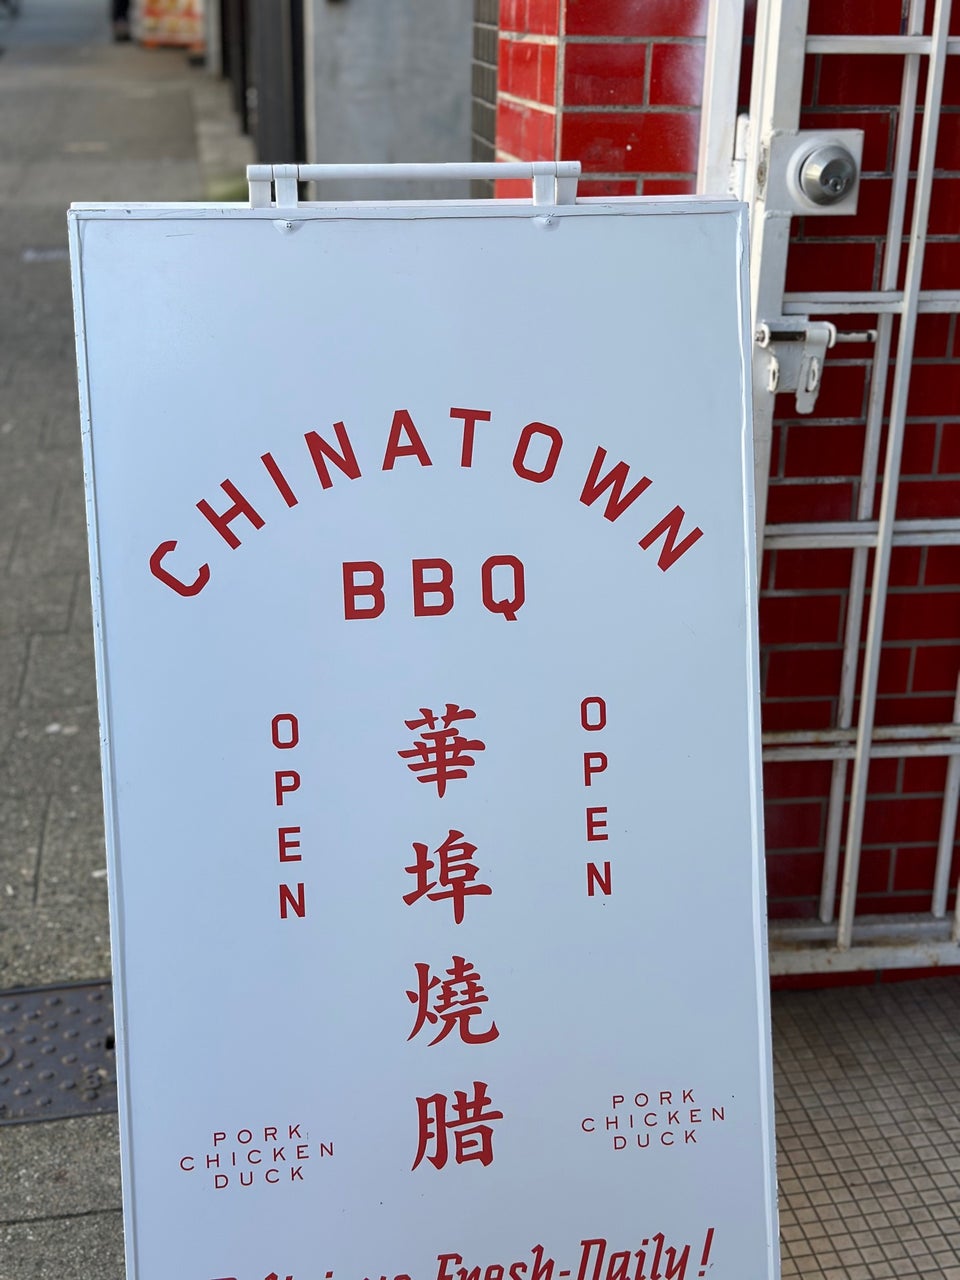 CHINATOWN
BBQ
OPEN
華埠燒腊
OPEN
PORK
CHICKEN
DUCK
PORK
CHICKEN
DUCK
Fresh-Daily!